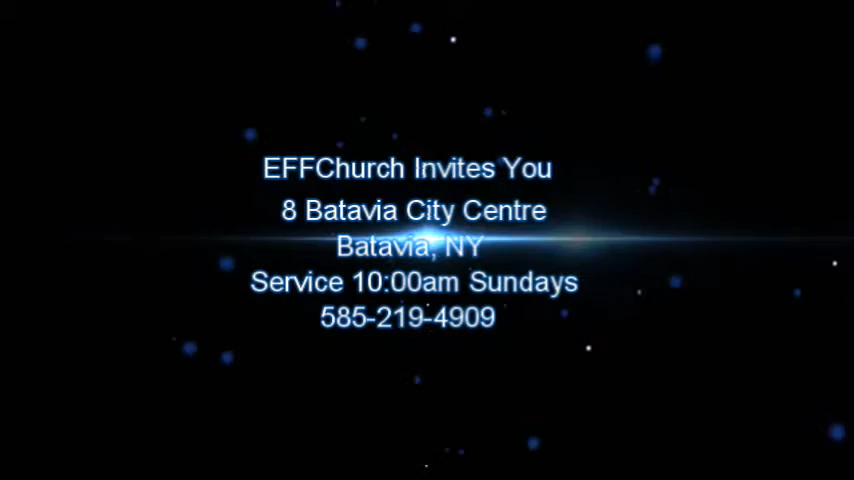 EFFChurch Invites You
8 Batavia City Centre
Batavia, NY
Service 10:00am Sundays
585-219-4909